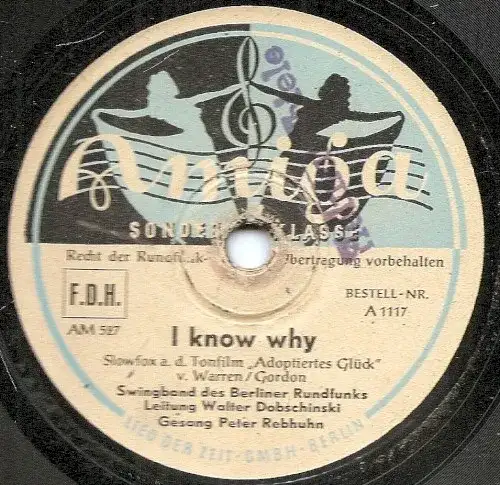 Amiga
SONDER KLASSE
Recht der Rundfunk-Übertragung vorbehalten
F.D.H.
BESTELL-NR.
A 1117
AM 527
I know why
Slowfox a. d. Tonfilm „Adoptiertes Glück"
v. Warren/Gordon
Swingband des Berliner Rundfunks
Leitung Walter Dobschinski
Gesang Peter Rebhuhn
LIED DER ZEIT-GMBH-BERLIN